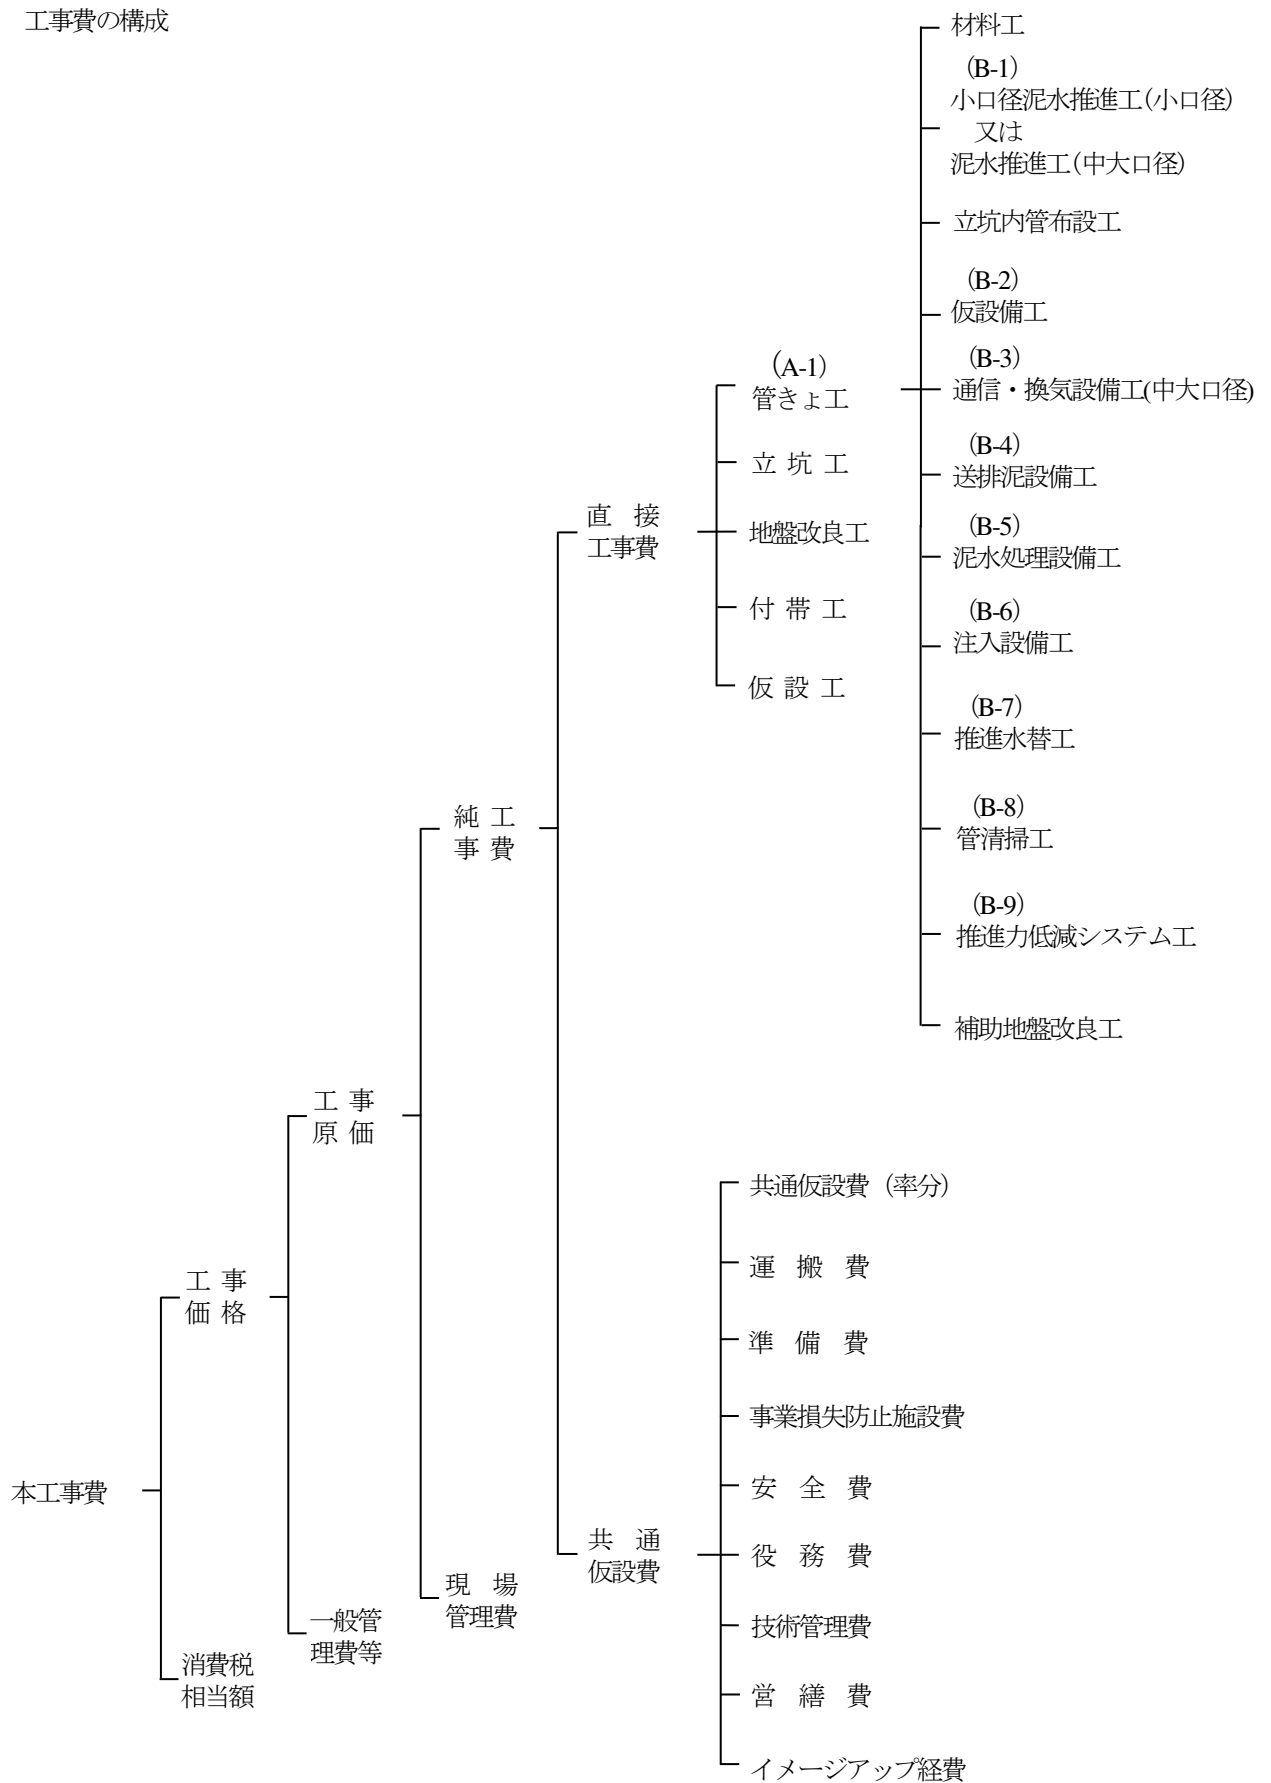 工事費の構成
材料工
(B-1)
小口径泥水推進工(小口径)
又は
泥水推進工(中大口径)
立坑内管布設工
(B-2)
仮設備工
(B-3)
通信・換気設備工(中大口径)
(B-4)
送排泥設備工
(B-5)
泥水処理設備工
(B-6)
注入設備工
(B-7)
推進水替工
(B-8)
管清掃工
(B-9)
推進力低減システム工
補助地盤改良工
(A-1)
管きょ工
立 坑 工
地盤改良工
付 帯 工
仮 設 工
直 接
工事費
純 工
事 費
工 事
原 価
工 事
価 格
本工事費
消費税
相当額
一般管
理費等
現 場
管理費
共 通
仮設費
共通仮設費 (率分)
運 搬 費
準 備 費
事業損失防止施設費
安 全 費
役 務 費
技術管理費
営 繕 費
イメージアップ経費